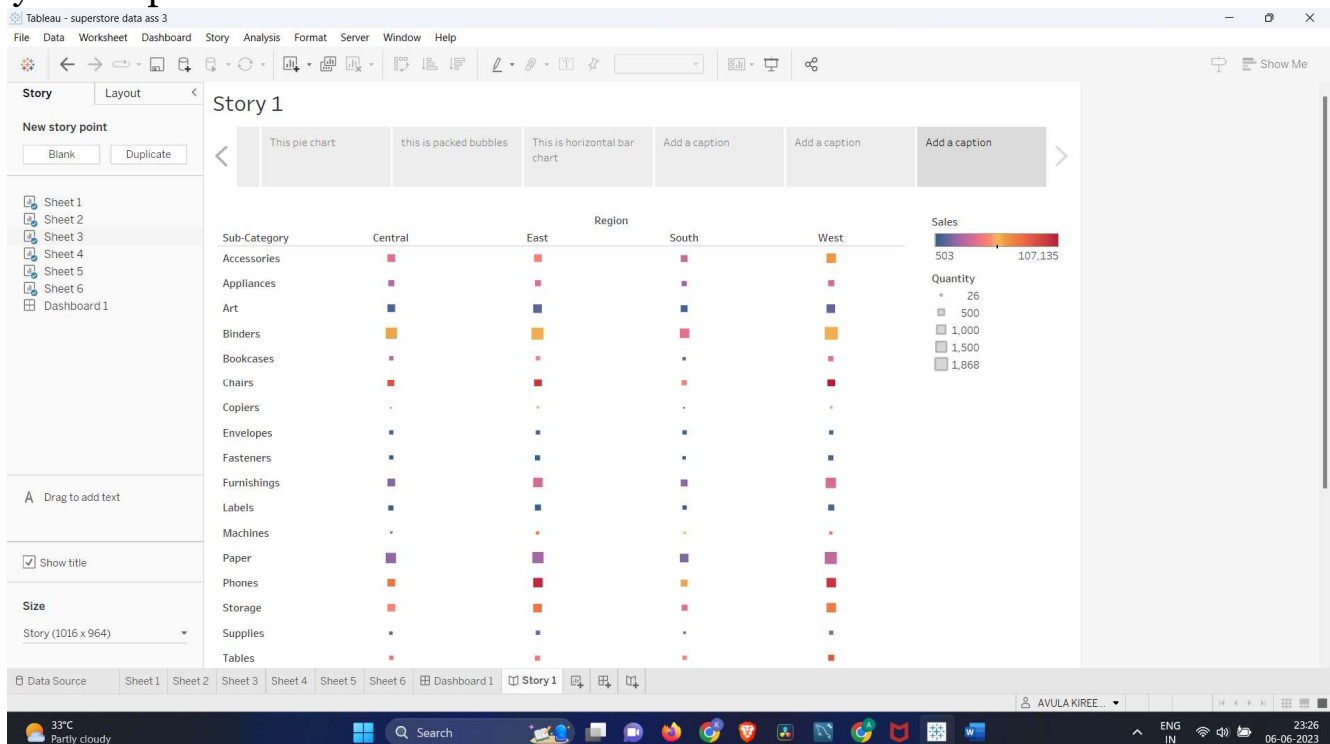 Tableau - superstore data ass 3
File Data Worksheet Dashboard Story Analysis Format Server Window Help
Show Me
Story Layout
New story point
Blank Duplicate
Sheet 1
Sheet 2
Sheet 3
Sheet 4
Sheet 5
Sheet 6
Dashboard 1
A Drag to add text
Show title
Size
Story (1016 x 964)
Story 1
This pie chart
this is packed bubbles
This is horizontal bar
chart
Add a caption
Add a caption
Add a caption
Region
Sub-Category Central East South West
Accessories
Appliances
Art
Binders
Bookcases
Chairs
Copiers
Envelopes
Fasteners
Furnishings
Labels
Machines
Paper
Phones
Storage
Supplies
Tables
Sales
503 107,135
Quantity
26
500
1,000
1,500
1,868
Data Source Sheet 1 Sheet 2 Sheet 3 Sheet 4 Sheet 5 Sheet 6 Dashboard 1 Story 1
AVULA KIREE...
33°C
Partly cloudy
Search
ENG
IN
23:26
06-06-2023